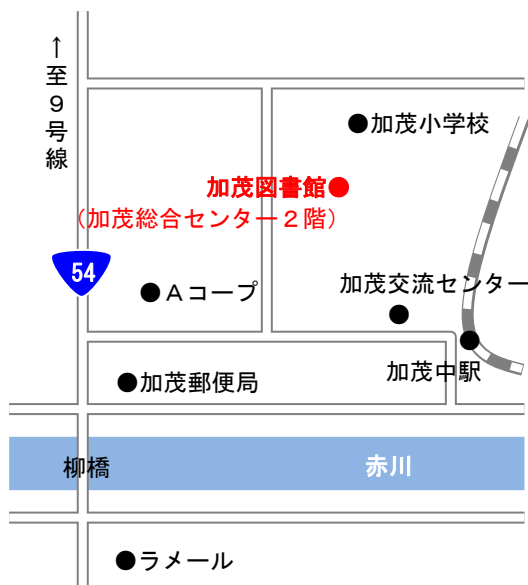 ↑至９号線
●加茂小学校
加茂図書館●
（加茂総合センター２階）
54
●Ａコープ
加茂交流センター
加茂中駅
●加茂郵便局
柳橋
赤川
●ラメール